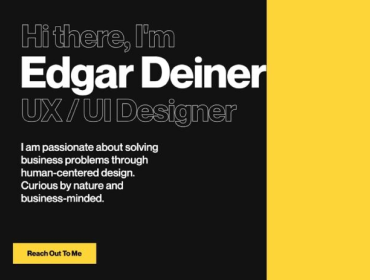 Hi there, I'm
Edgar Deiner
UX / UI Designer
I am passionate about solving
business problems through
human-centered design.
Curious by nature and
business-minded.
Reach Out To Me